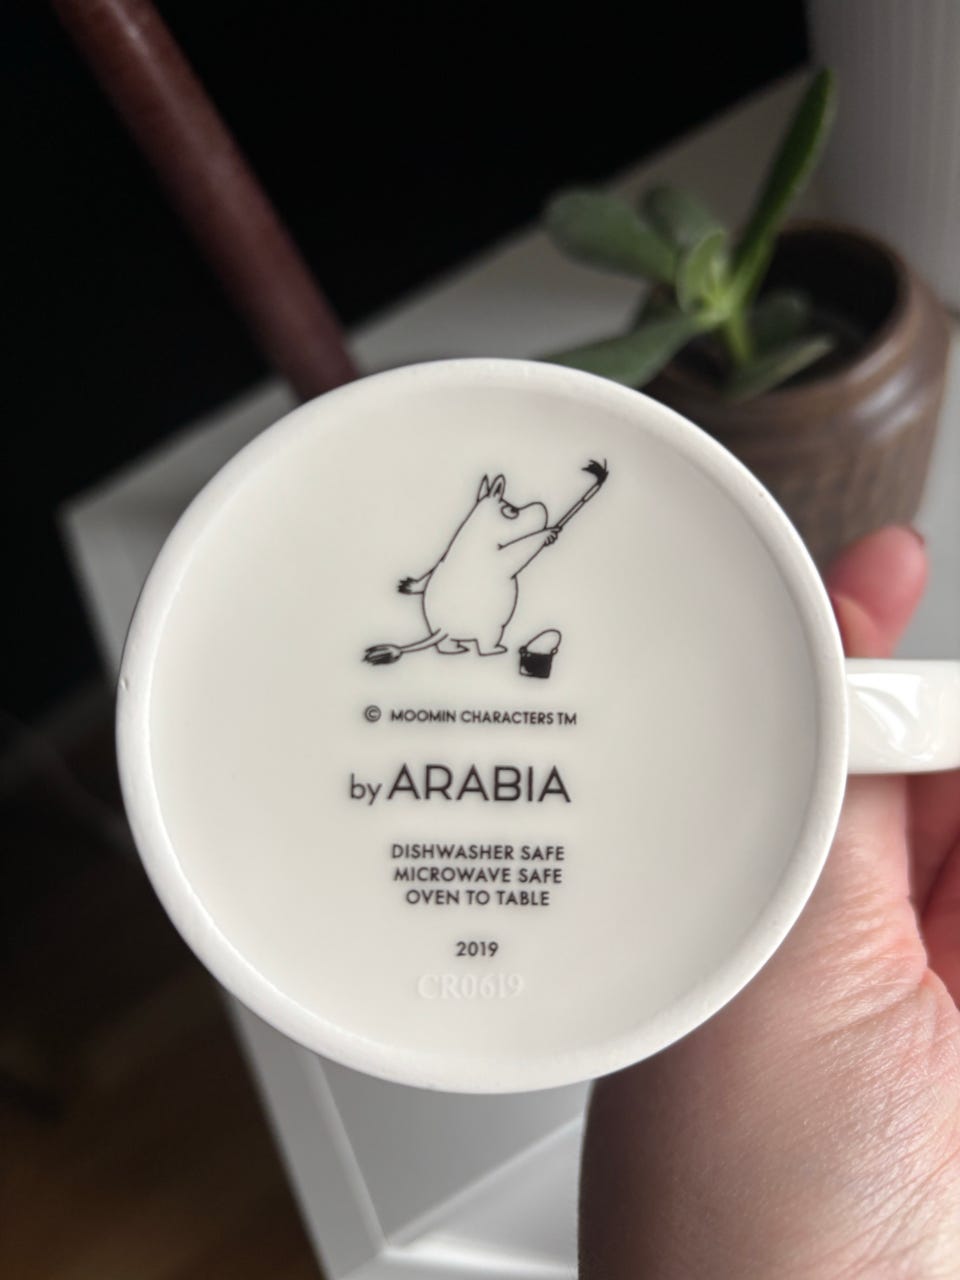 © MOOMIN CHARACTERS TM
by ARABIA
DISHWASHER SAFE
MICROWAVE SAFE
OVEN TO TABLE
2019
CR0619